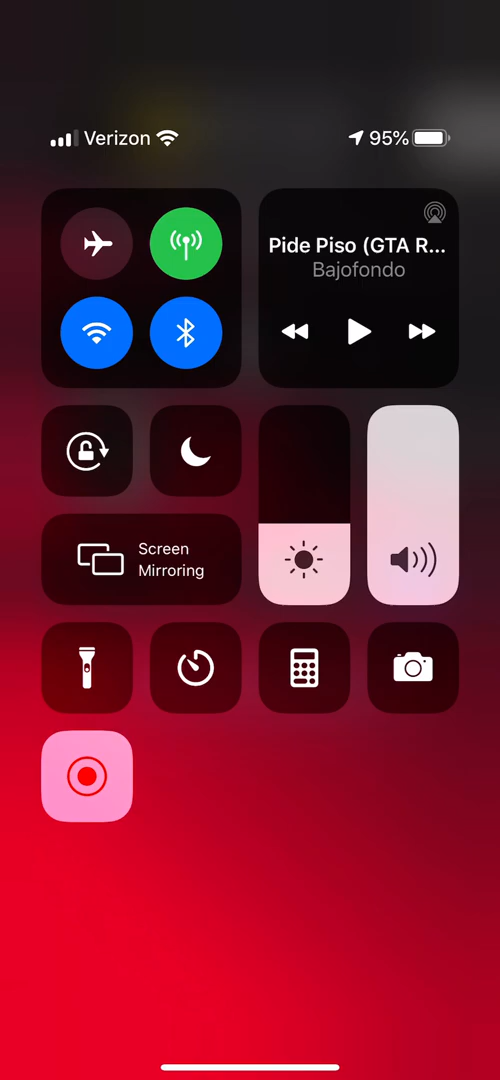 Verizon
95%
Pide Piso (GTA R...
Bajofondo
Screen
Mirroring